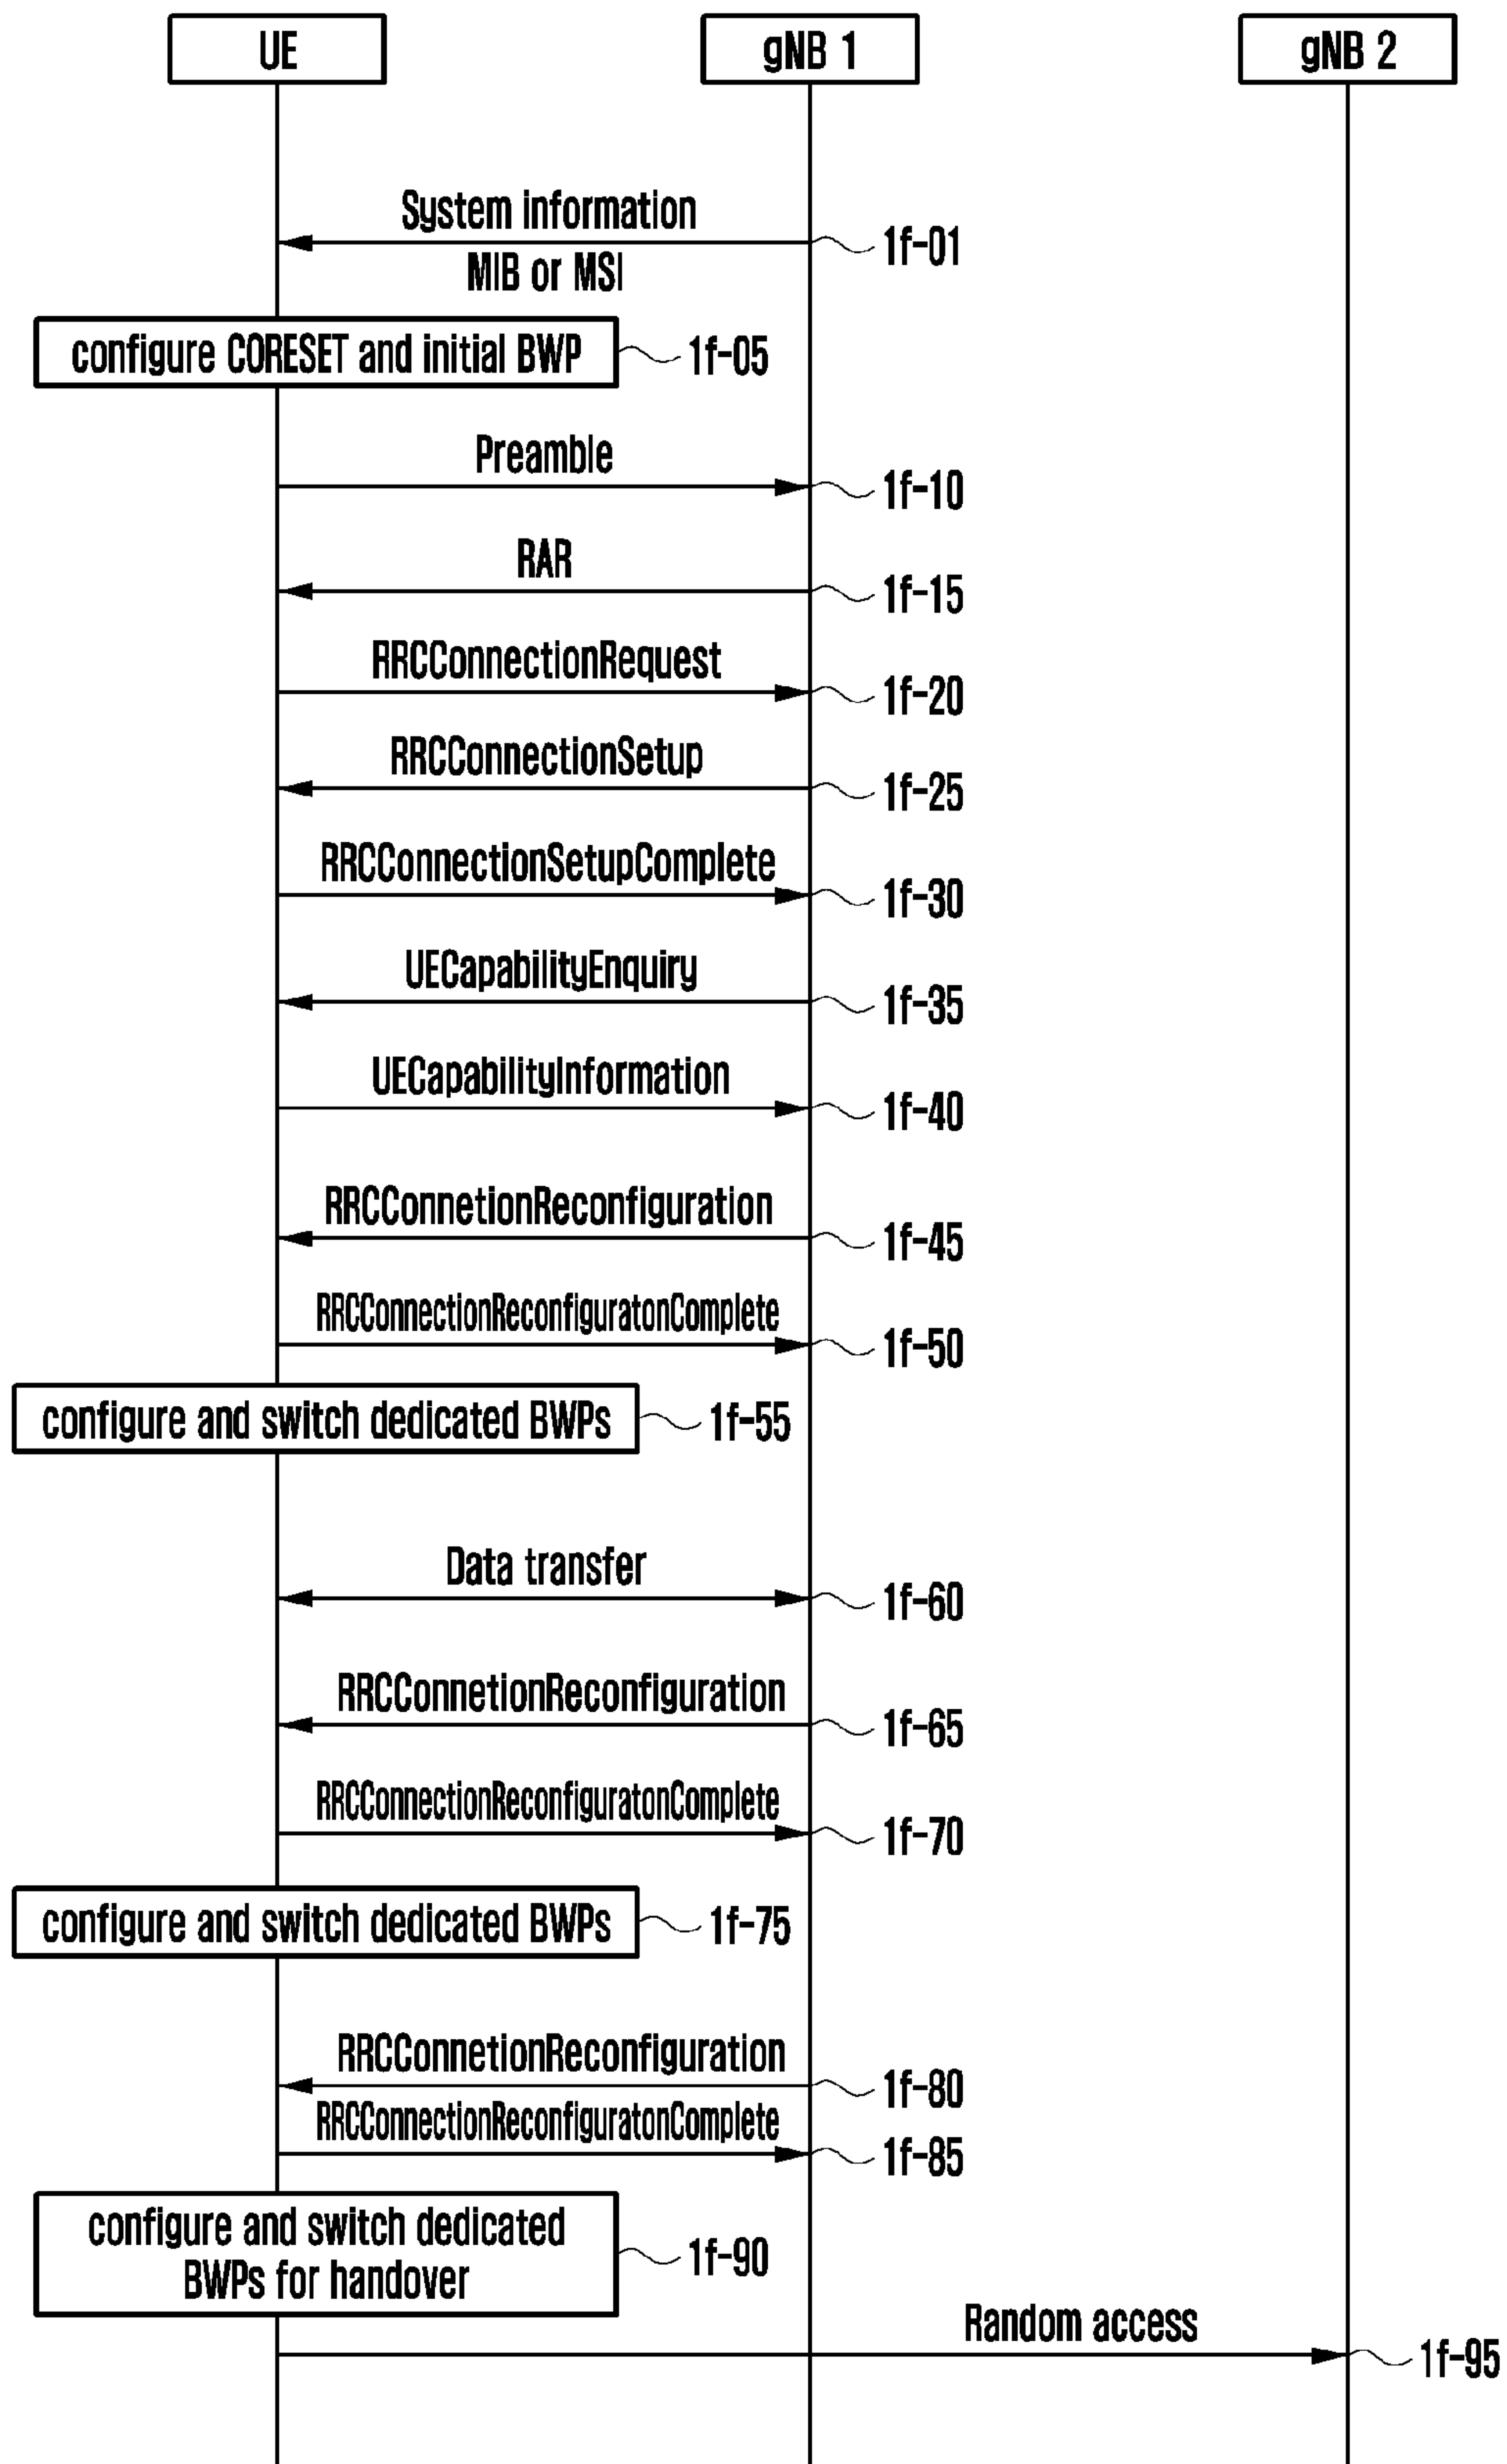 UE
gNB 1
gNB 2
System information
1f-01
MIB or MSI
configure CORESET and initial BWP
1f-05
Preamble
1f-10
RAR
1f-15
RRCConnectionRequest
1f-20
RRCConnectionSetup
1f-25
RRCConnectionSetupComplete
1f-30
UECapabilityEnquiry
1f-35
UECapabilityInformation
1f-40
RRCConnetionReconfiguration
1f-45
RRCConnectionReconfiguratonComplete
1f-50
configure and switch dedicated BWPs
1f-55
Data transfer
1f-60
RRCConnetionReconfiguration
1f-65
RRCConnectionReconfiguratonComplete
1f-70
configure and switch dedicated BWPs
1f-75
RRCConnetionReconfiguration
1f-80
RRCConnectionReconfiguratonComplete
1f-85
configure and switch dedicated
BWPs for handover
1f-90
Random access
1f-95